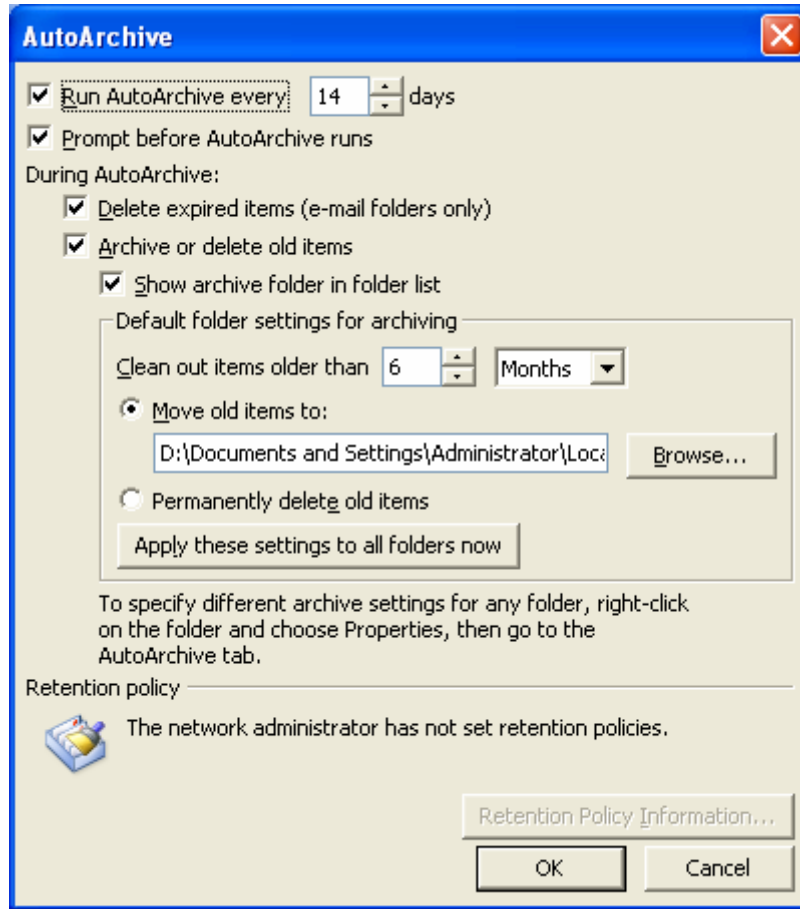 AutoArchive
Run AutoArchive every 14 days
Prompt before AutoArchive runs
During AutoArchive:
Delete expired items (e-mail folders only)
Archive or delete old items
Show archive folder in folder list
Default folder settings for archiving
Clean out items older than 6 Months
Move old items to:
D:\Documents and Settings\Administrator\Loca Browse...
Permanently delete old items
Apply these settings to all folders now
To specify different archive settings for any folder, right-click
on the folder and choose Properties, then go to the
AutoArchive tab.
Retention policy
The network administrator has not set retention policies.
Retention Policy Information...
OK Cancel